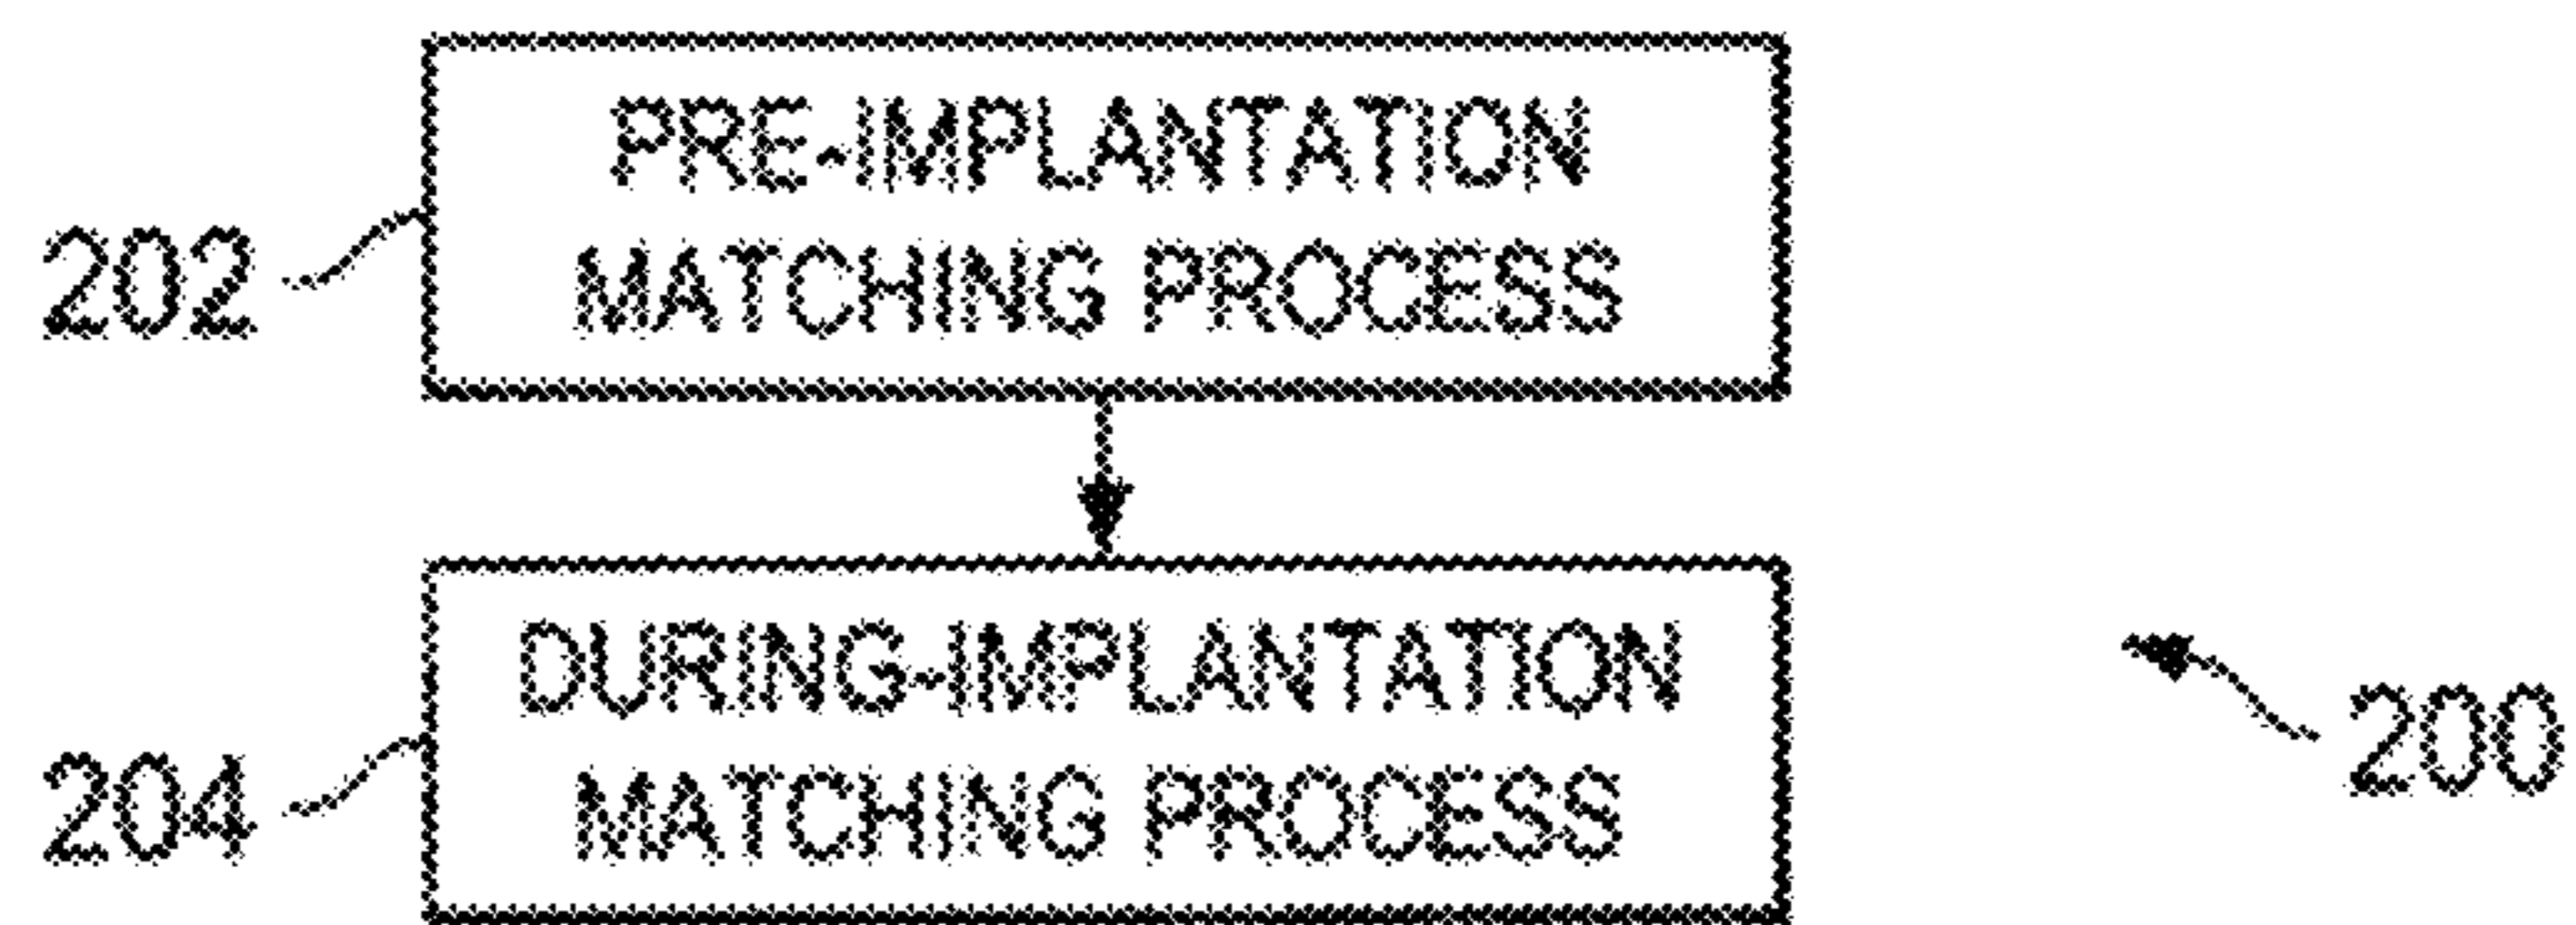 PRE-IMPLANTATION
MATCHING PROCESS
202
DURING-IMPLANTATION
MATCHING PROCESS
204
200